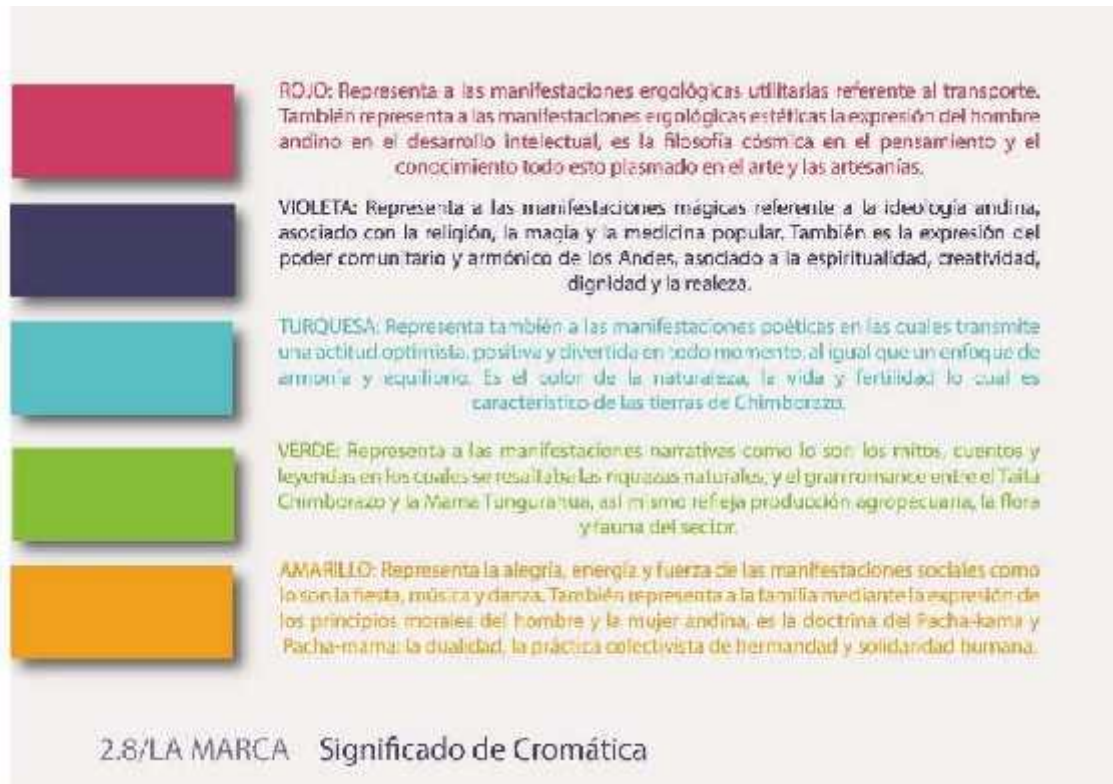 ROJO: Representa a las manifestaciones ergológicas utilitarias referente al transporte.
También representa a las manifestaciones ergológicas estéticas la expresión del hombre
andino en el desarrollo intelectual, es la filosofía cósmica en el pensamiento y el
conocimiento todo esto plasmado en el arte y las artesanías.
VIOLETA: Representa a las manifestaciones mágicas referente a la ideología andina,
asociado con la religión, la magia y la medicina popular. También es la expresión del
poder comunitario y armónico de los Andes, asociado a la espiritualidad, creatividad,
dignidad y la realeza.
TURQUESA: Representa también a las manifestaciones poéticas en las cuales transmite
una actitud optimista, positiva y divertida en todo momento, al igual que un enfoque de
armonía y equilibrio. Es el color de la naturaleza, la vida y fertilidad lo cual es
característico de las tierras de Chimborazo.
VERDE: Representa a las manifestaciones narrativas como lo son los mitos, cuentos y
leyendas en los cuales se resaltaba las riquezas naturales, y el gran romance entre el Taita
Chimborazo y la Mama Tungurahua, así mismo refleja producción agropecuaria, la flora
y fauna del sector.
AMARILLO: Representa la alegría, energía y fuerza de las manifestaciones sociales como
lo son la fiesta, música y danza. También representa a la familia mediante la expresión de
los principios morales del hombre y la mujer andina, es la doctrina del Pacha-kama y
Pacha-mama: la dualidad, la práctica colectivista de hermandad y solidaridad humana.
2.8/LA MARCA Significado de Cromática